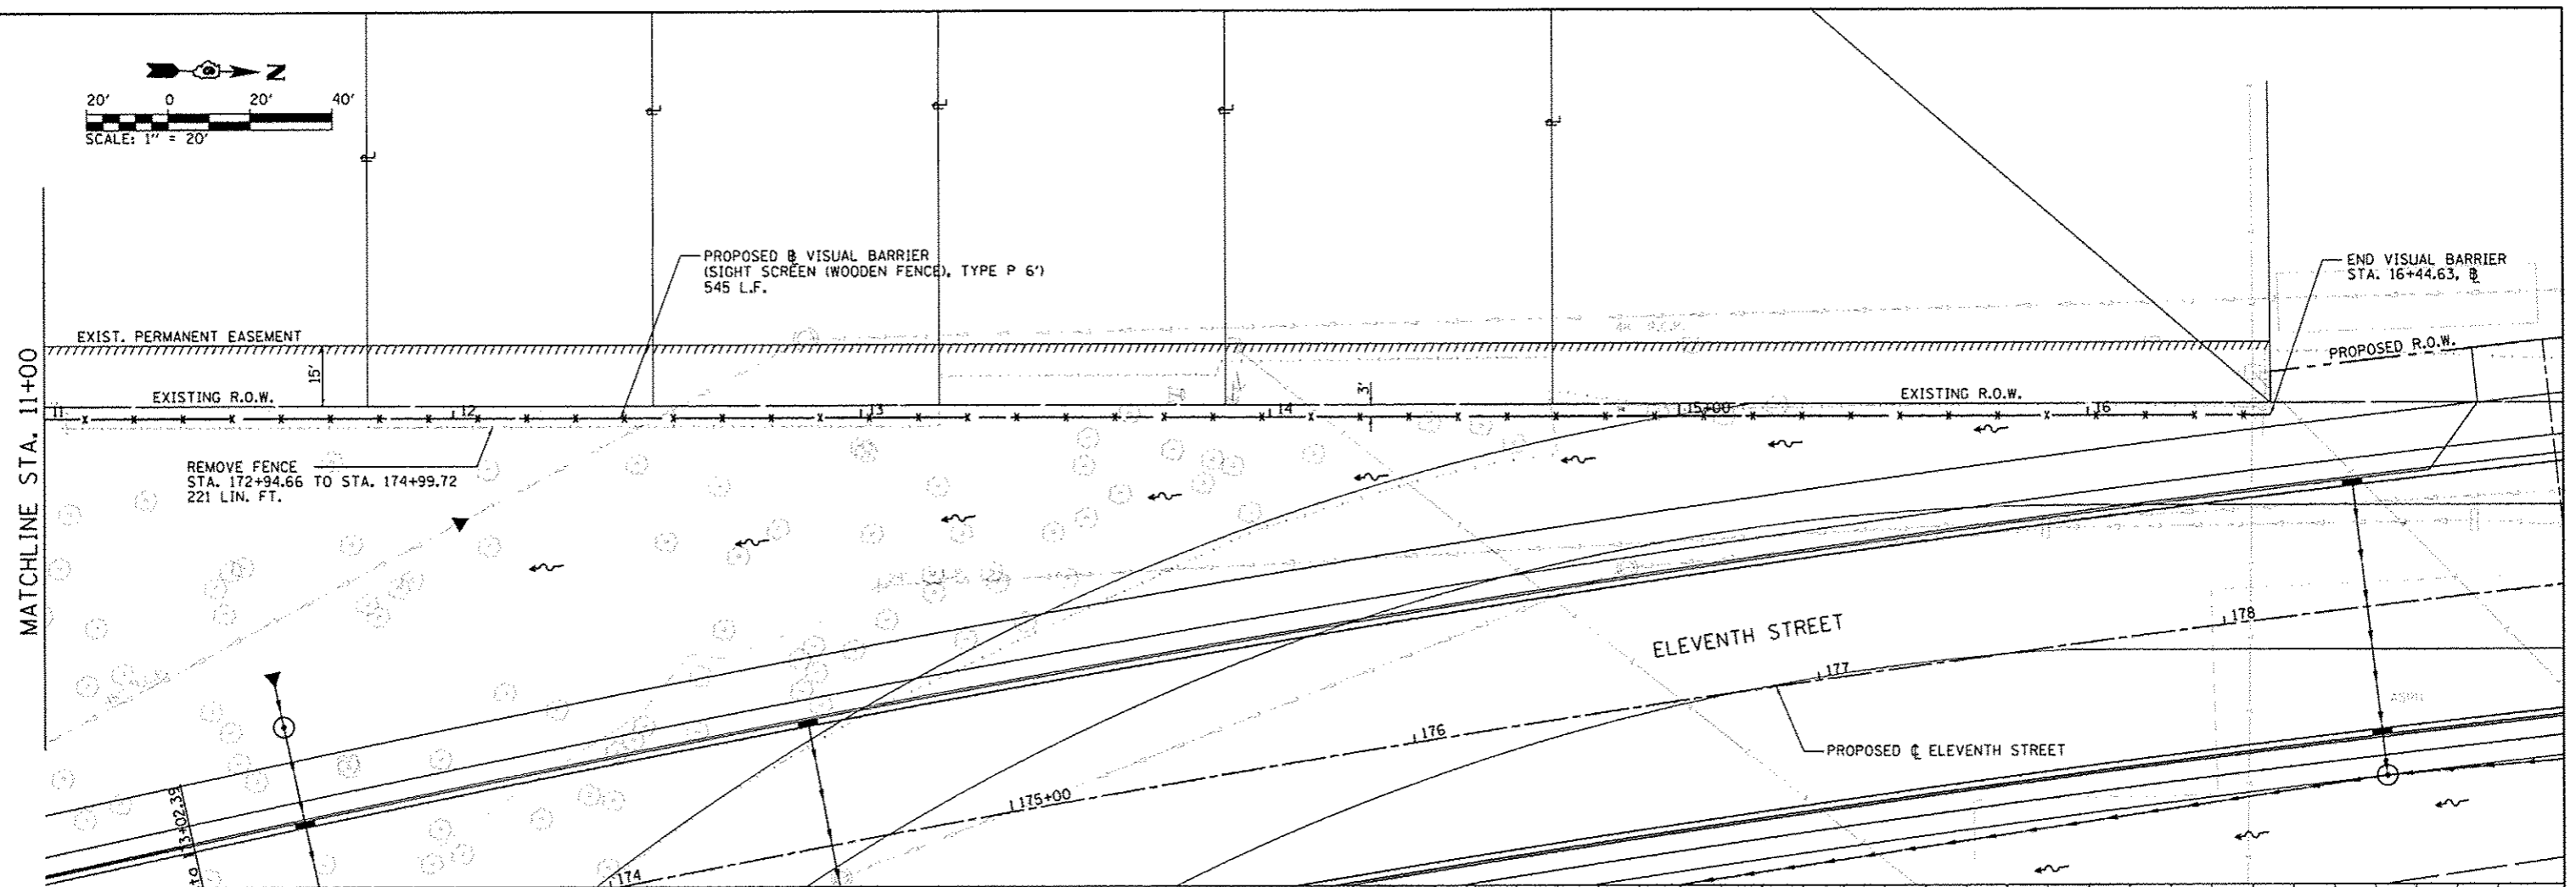 N
20' 0 20' 40'
SCALE: 1" = 20'
MATCHLINE STA. 11+00
PROPOSED ⅊ VISUAL BARRIER
(SIGHT SCREEN (WOODEN FENCE), TYPE P 6')
545 L.F.
END VISUAL BARRIER
STA. 16+44.63, ⅊
EXIST. PERMANENT EASEMENT
15'
PROPOSED R.O.W.
EXISTING R.O.W.
3'
EXISTING R.O.W.
11 12 13 14 15+00 16
REMOVE FENCE
STA. 172+94.66 TO STA. 174+99.72
221 LIN. FT.
ELEVENTH STREET
178
177
176
175+00
174
PROPOSED ℄ ELEVENTH STREET
173+02.39